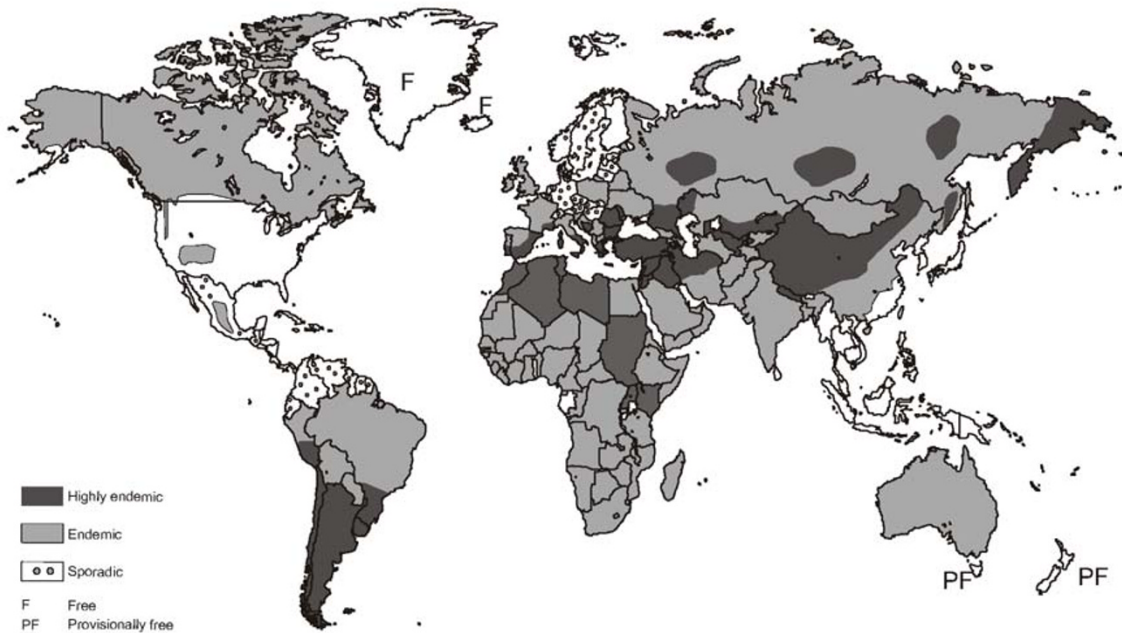 F
F
PF
PF
Highly endemic
Endemic
Sporadic
F Free
PF Provisionally free